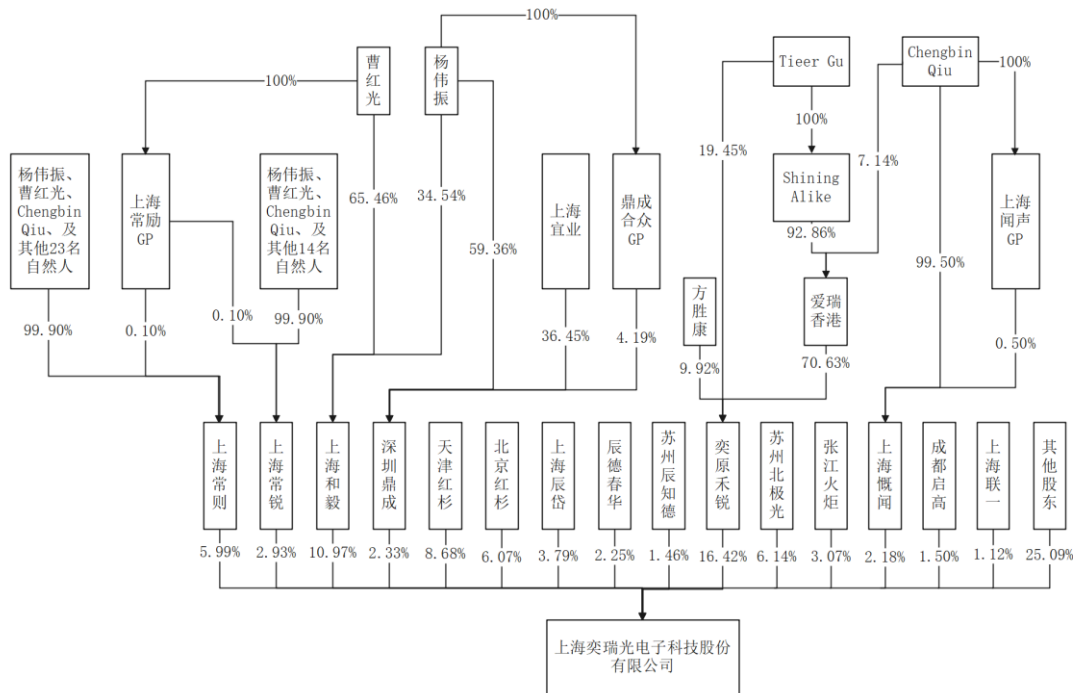 100%
曹红光
杨伟振
Tieer Gu
Chengbin
Qiu
100%
100%
100%
杨伟振、
曹红光、
Chengbin
Qiu、及
其他23名
自然人
上海
常励
GP
杨伟振、
曹红光、
Chengbin
Qiu、及
其他14名
自然人
65.46%
34.54%
59.36%
上海
宜业
鼎成
合众
GP
19.45%
Shining
Alike
7.14%
上海
闻声
GP
92.86%
99.50%
方胜康
爱瑞
香港
99.90%
0.10%
0.10%
99.90%
36.45%
4.19%
9.92%
70.63%
0.50%
上海常则
上海常锐
上海和毅
深圳鼎成
天津红杉
北京红杉
上海辰岱
辰德春华
苏州辰知德
奕原禾锐
苏州北极光
张江火炬
上海慨闻
成都启高
上海联一
其他股东
5.99%
2.93%
10.97%
2.33%
8.68%
6.07%
3.79%
2.25%
1.46%
16.42%
6.14%
3.07%
2.18%
1.50%
1.12%
25.09%
上海奕瑞光电子科技股份
有限公司